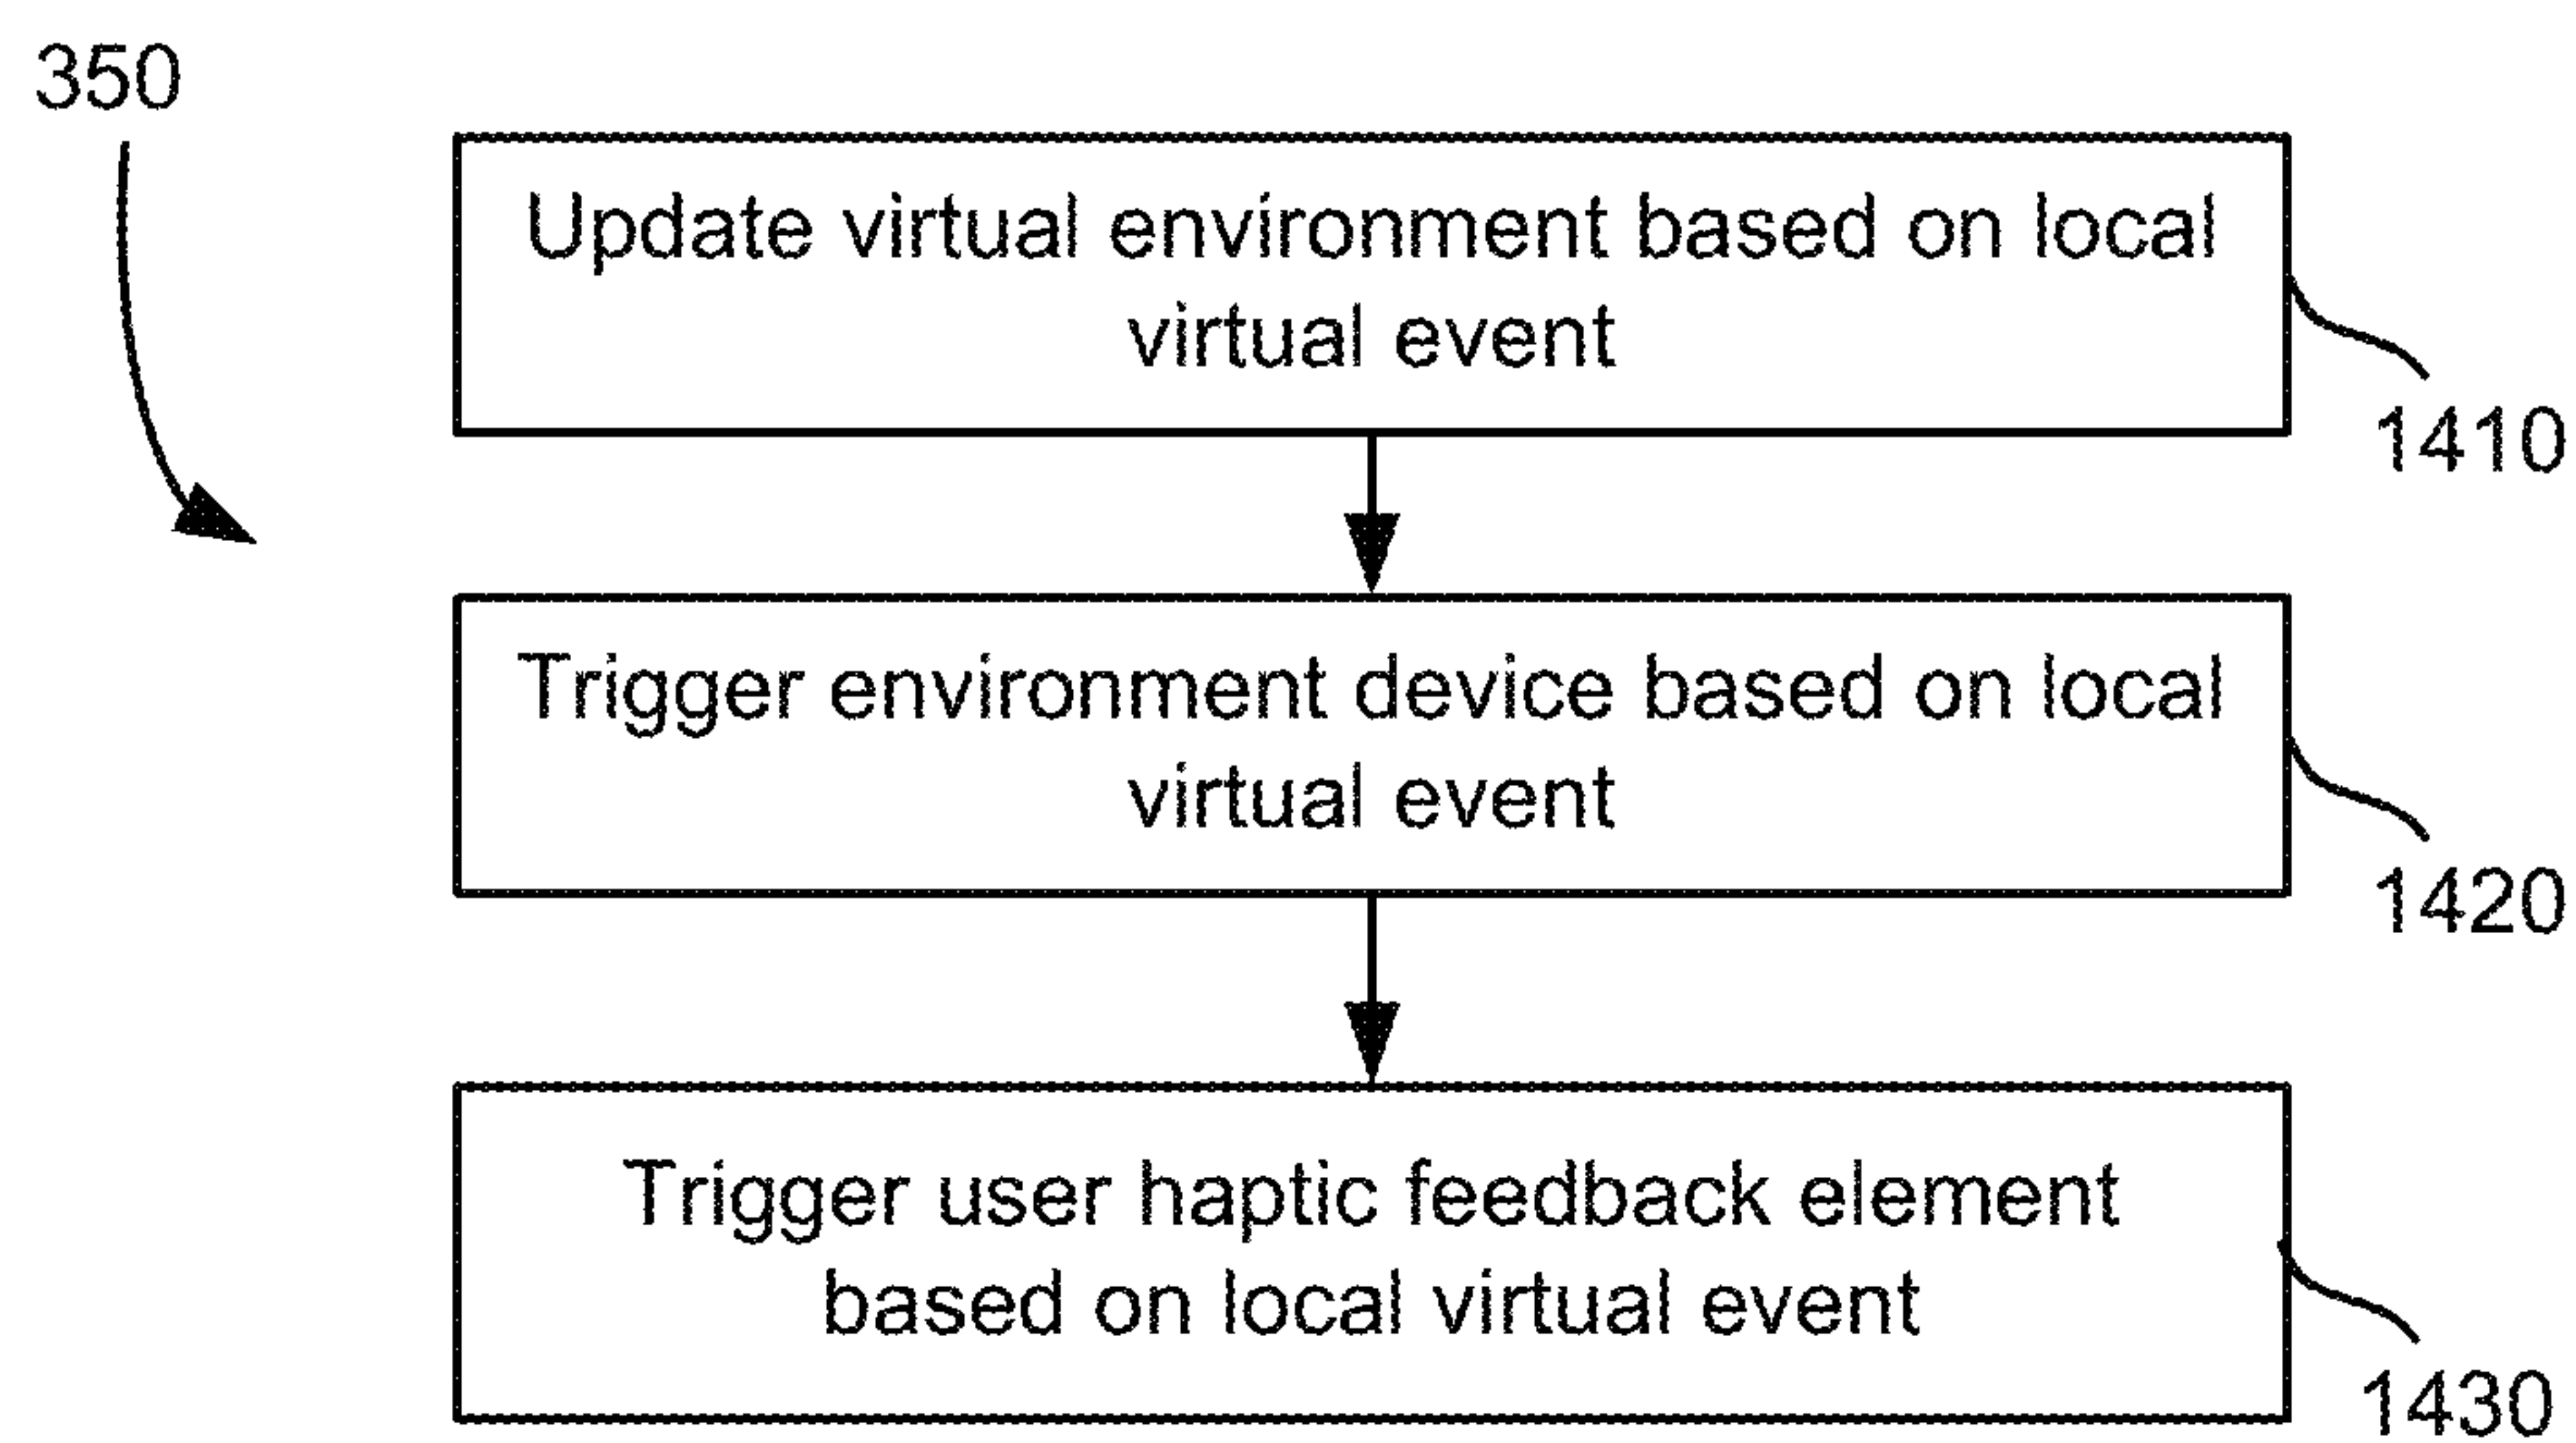 350
Update virtual environment based on local
virtual event
1410
Trigger environment device based on local
virtual event
1420
Trigger user haptic feedback element
based on local virtual event
1430